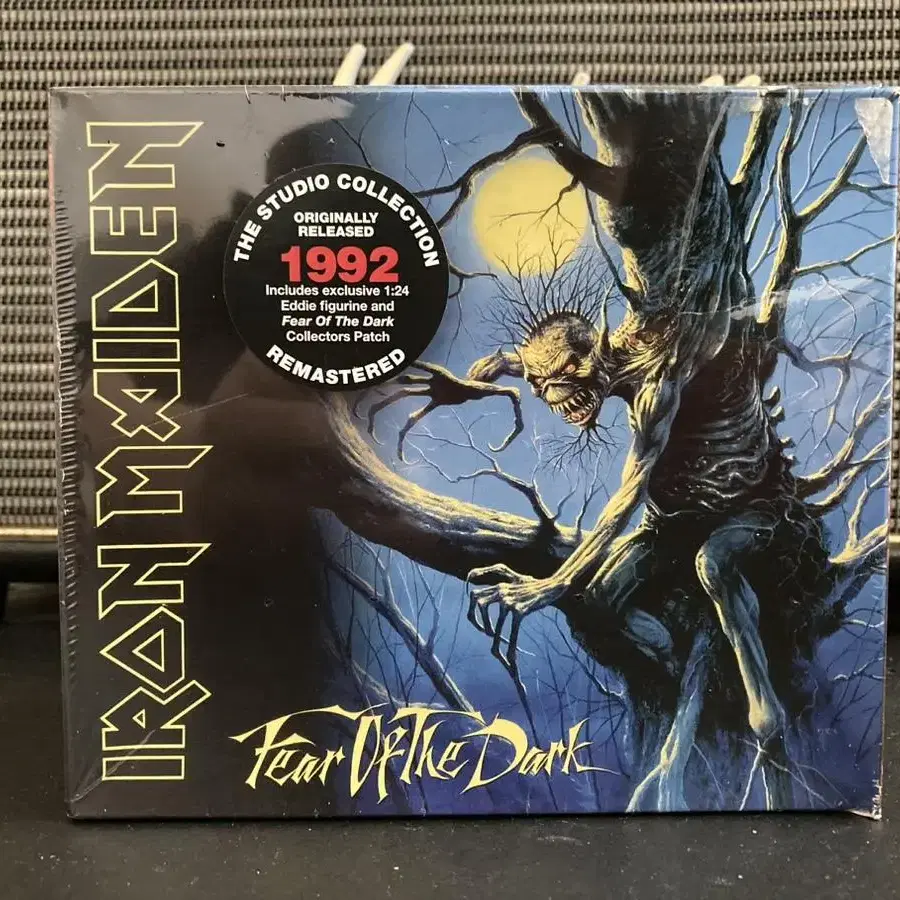 IRON MAIDEN
THE STUDIO COLLECTION
ORIGINALLY
RELEASED
1992
Includes exclusive 1:24
Eddie figurine and
Fear Of The Dark
Collectors Patch
REMASTERED
Fear Of The Dark